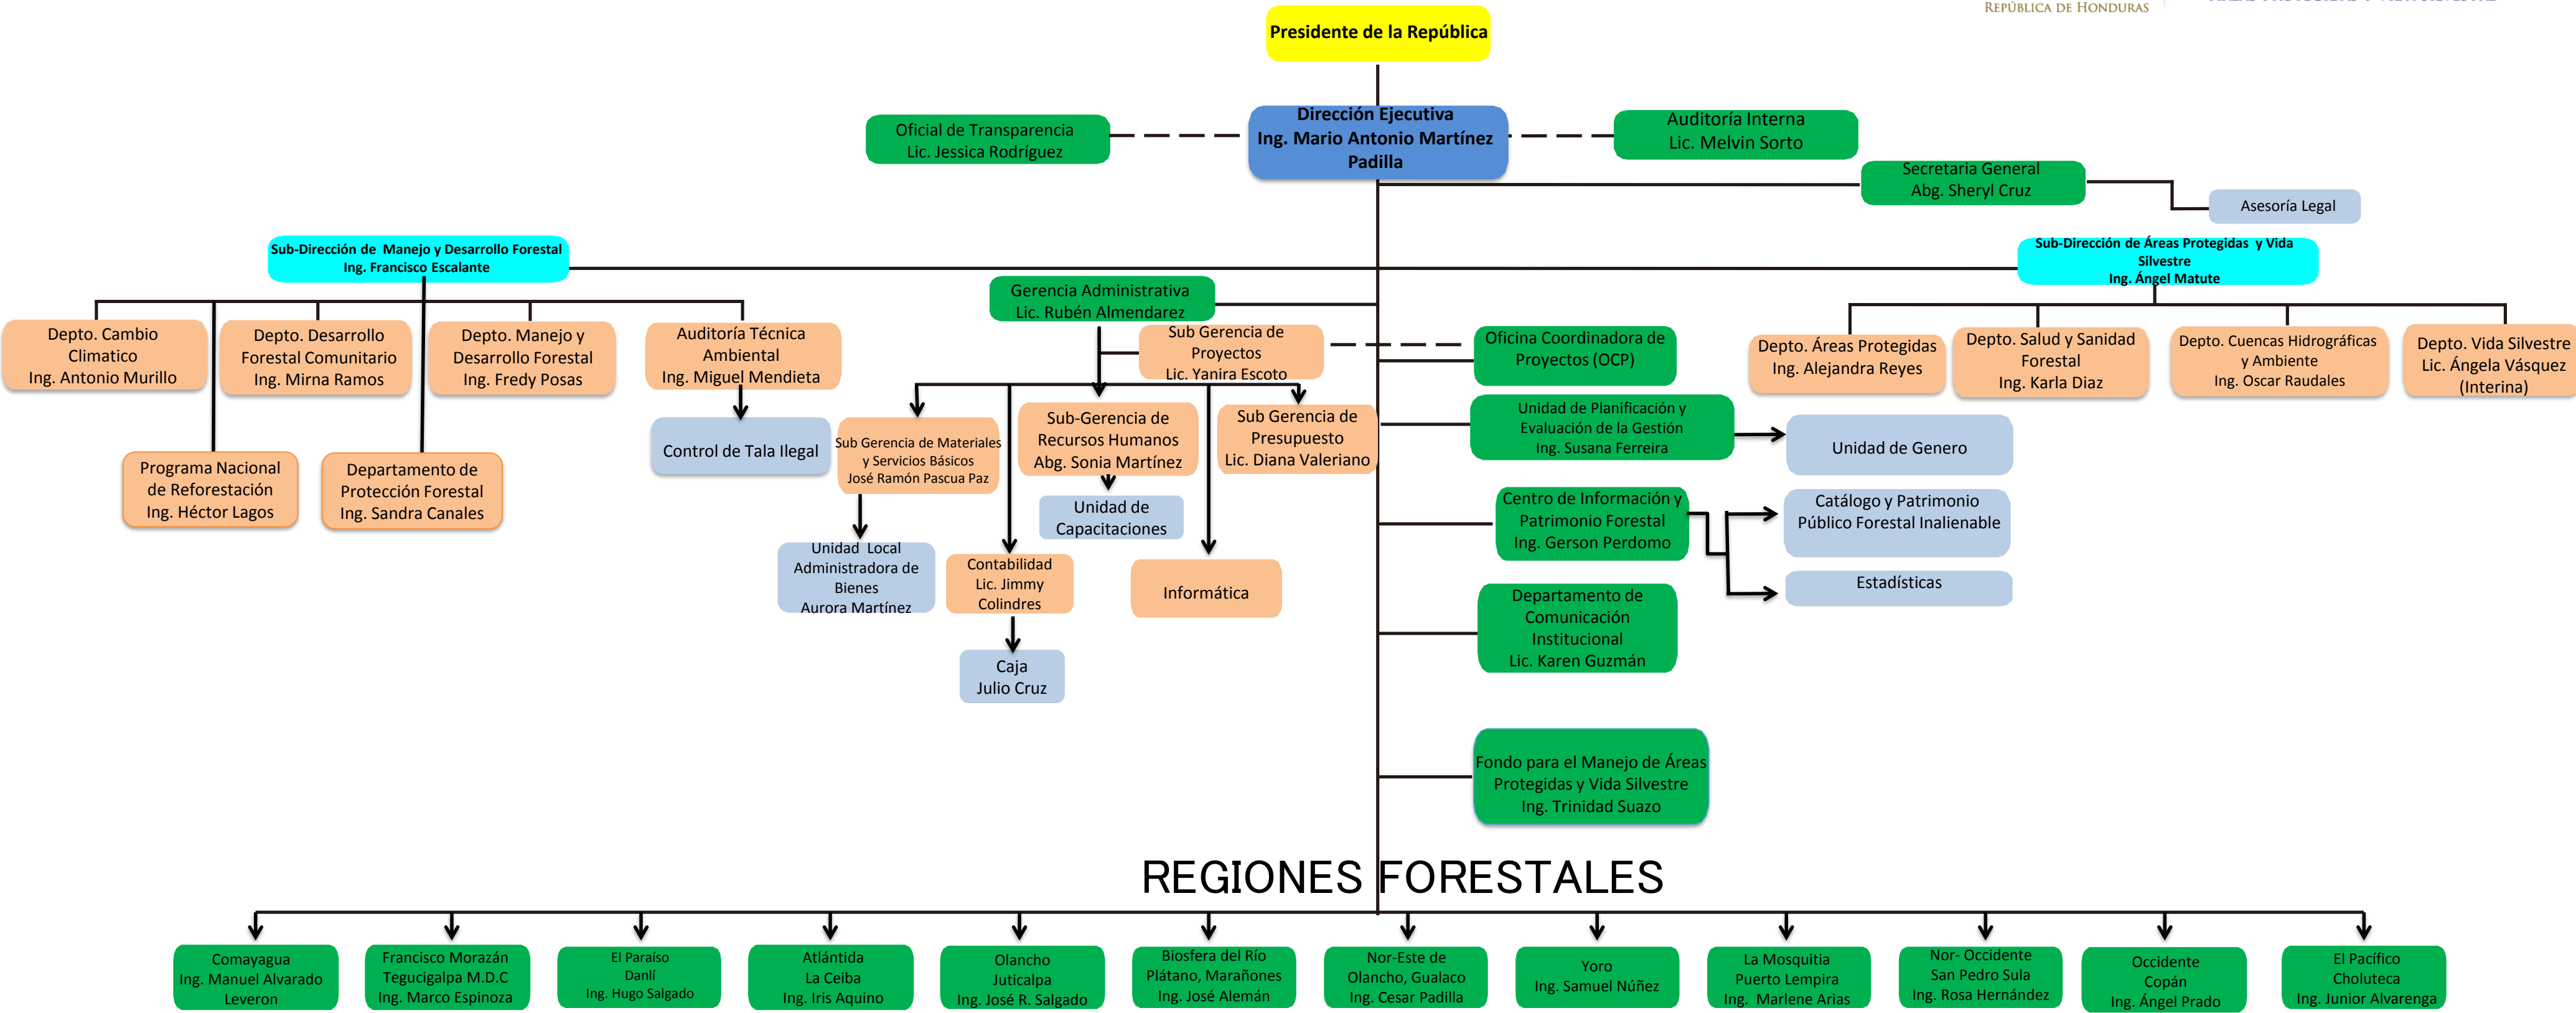 REPÚBLICA DE HONDURAS
Presidente de la República
Dirección Ejecutiva
Ing. Mario Antonio Martínez
Padilla
Oficial de Transparencia
Lic. Jessica Rodríguez
Auditoría Interna
Lic. Melvin Sorto
Secretaria General
Abg. Sheryl Cruz
Asesoría Legal
Sub-Dirección de Manejo y Desarrollo Forestal
Ing. Francisco Escalante
Sub-Dirección de Áreas Protegidas y Vida
Silvestre
Ing. Ángel Matute
Gerencia Administrativa
Lic. Rubén Almendarez
Depto. Cambio
Climatico
Ing. Antonio Murillo
Depto. Desarrollo
Forestal Comunitario
Ing. Mirna Ramos
Depto. Manejo y
Desarrollo Forestal
Ing. Fredy Posas
Auditoría Técnica
Ambiental
Ing. Miguel Mendieta
Sub Gerencia de
Proyectos
Lic. Yanira Escoto
Oficina Coordinadora de
Proyectos (OCP)
Depto. Áreas Protegidas
Ing. Alejandra Reyes
Depto. Salud y Sanidad
Forestal
Ing. Karla Diaz
Depto. Cuencas Hidrográficas
y Ambiente
Ing. Oscar Raudales
Depto. Vida Silvestre
Lic. Ángela Vásquez
(Interina)
Programa Nacional
de Reforestación
Ing. Héctor Lagos
Departamento de
Protección Forestal
Ing. Sandra Canales
Control de Tala Ilegal
Sub Gerencia de Materiales
y Servicios Básicos
José Ramón Pascua Paz
Sub-Gerencia de
Recursos Humanos
Abg. Sonia Martínez
Sub Gerencia de
Presupuesto
Lic. Diana Valeriano
Unidad de Planificación y
Evaluación de la Gestión
Ing. Susana Ferreira
Unidad de Genero
Unidad de
Capacitaciones
Centro de Información y
Patrimonio Forestal
Ing. Gerson Perdomo
Catálogo y Patrimonio
Público Forestal Inalienable
Estadísticas
Unidad Local
Administradora de
Bienes
Aurora Martínez
Contabilidad
Lic. Jimmy
Colindres
Informática
Departamento de
Comunicación
Institucional
Lic. Karen Guzmán
Caja
Julio Cruz
Fondo para el Manejo de Áreas
Protegidas y Vida Silvestre
Ing. Trinidad Suazo
REGIONES FORESTALES
Comayagua
Ing. Manuel Alvarado
Leveron
Francisco Morazán
Tegucigalpa M.D.C
Ing. Marco Espinoza
El Paraíso
Danlí
Ing. Hugo Salgado
Atlántida
La Ceiba
Ing. Iris Aquino
Olancho
Juticalpa
Ing. José R. Salgado
Biosfera del Río
Plátano, Marañones
Ing. José Alemán
Nor-Este de
Olancho, Gualaco
Ing. Cesar Padilla
Yoro
Ing. Samuel Núñez
La Mosquitia
Puerto Lempira
Ing. Marlene Arias
Nor- Occidente
San Pedro Sula
Ing. Rosa Hernández
Occidente
Copán
Ing. Ángel Prado
El Pacífico
Choluteca
Ing. Junior Alvarenga